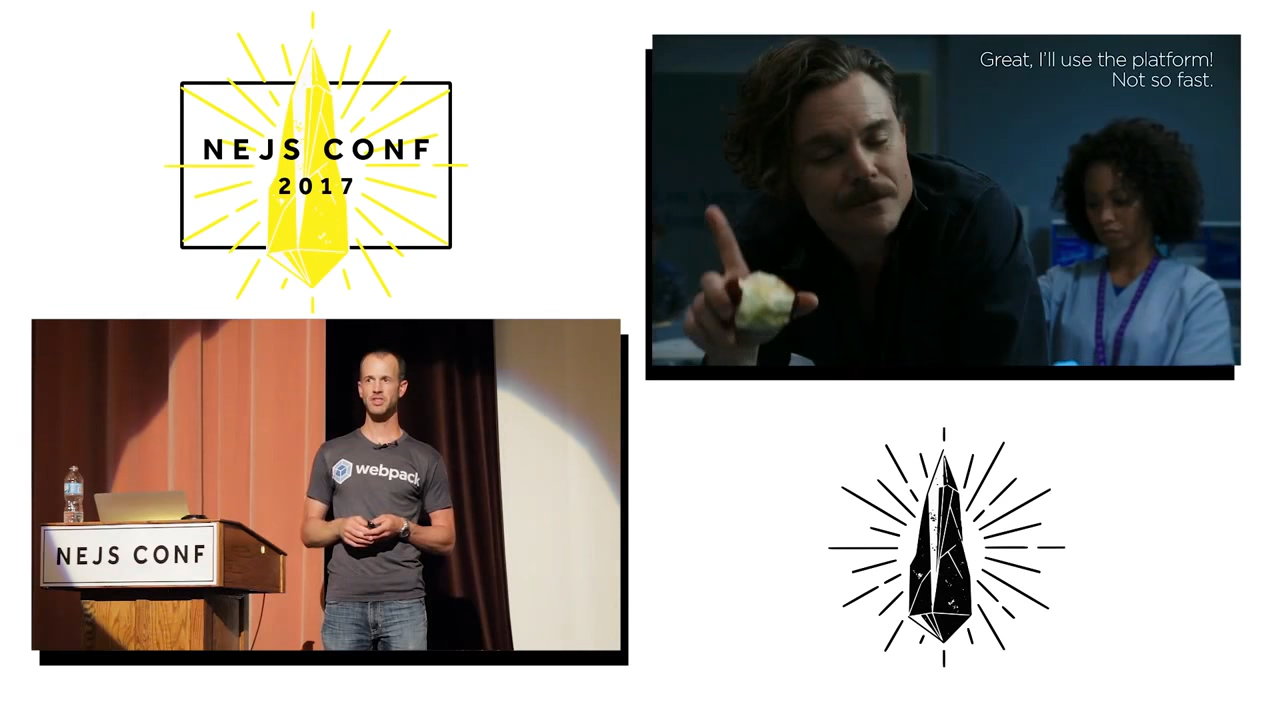 NEJS CONF
2017
Great, I'll use the platform!
Not so fast.
webpack
NEJS CONF